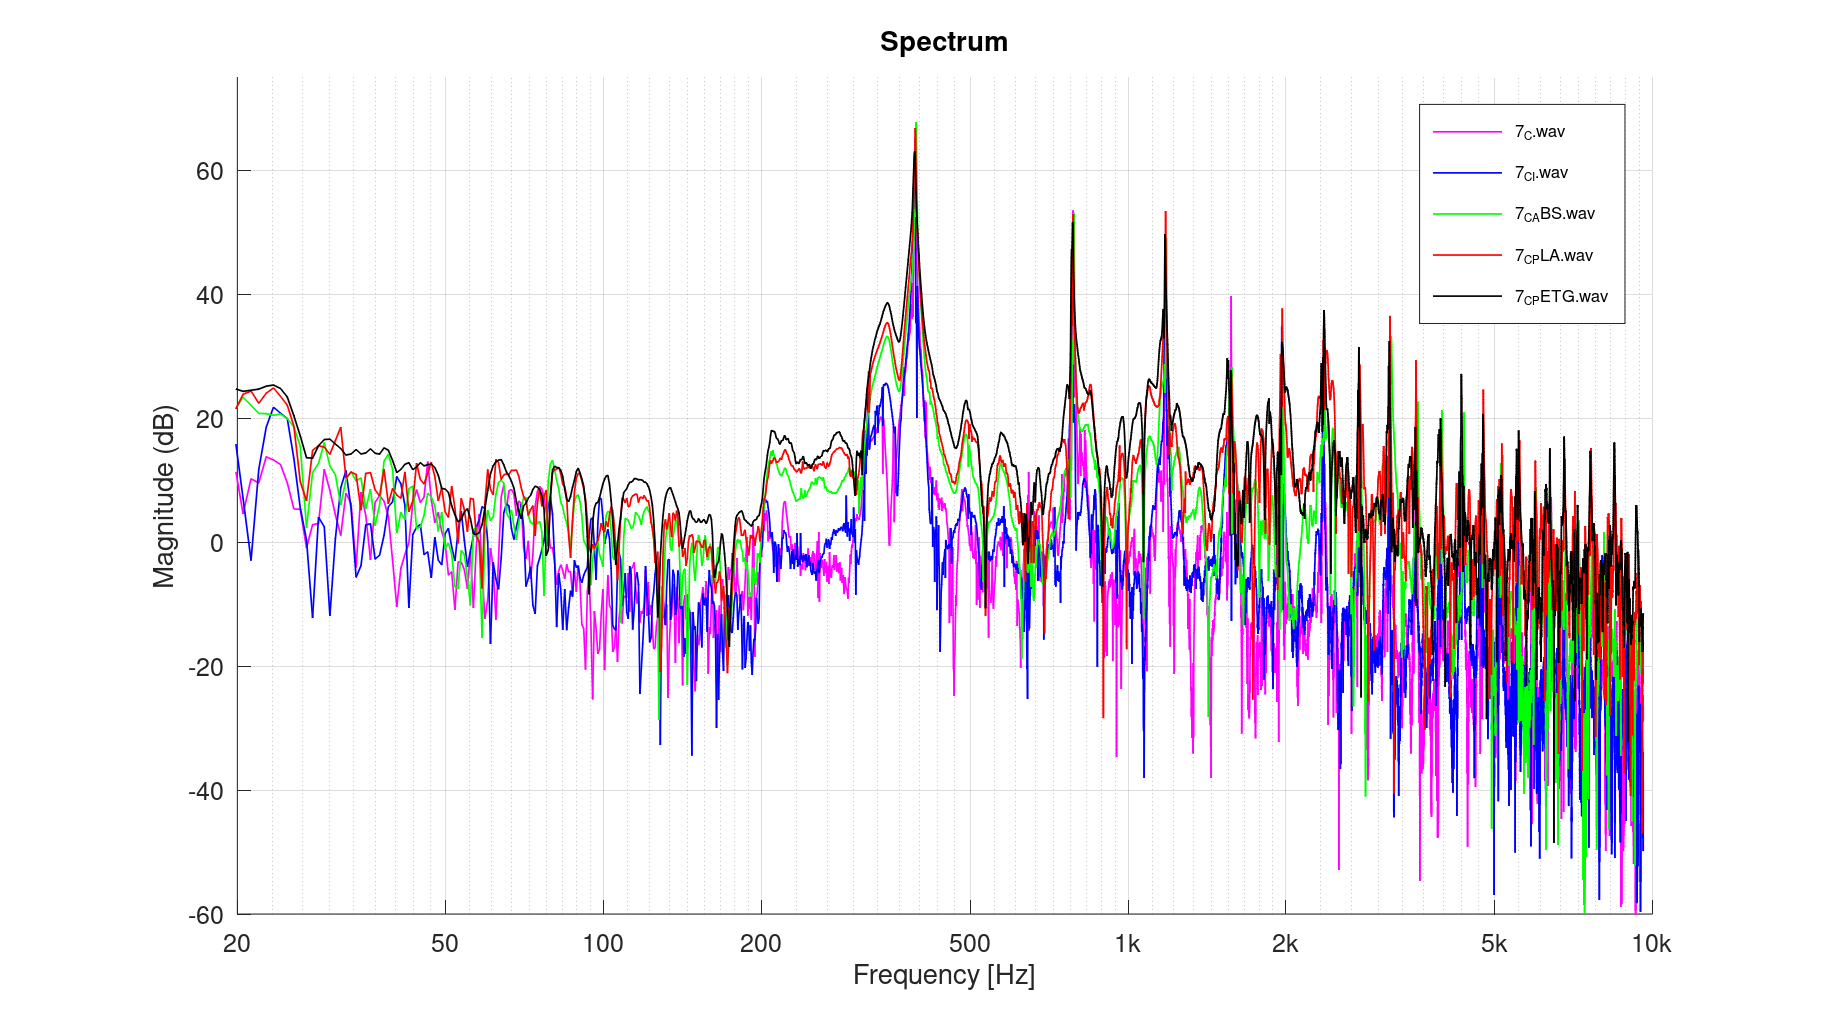 Spectrum
Magnitude (dB)
60
40
20
0
-20
-40
-60
20
50
100
200
500
1k
2k
5k
10k
Frequency [Hz]
7C.wav
7CI.wav
7CABS.wav
7CPLA.wav
7CPETG.wav